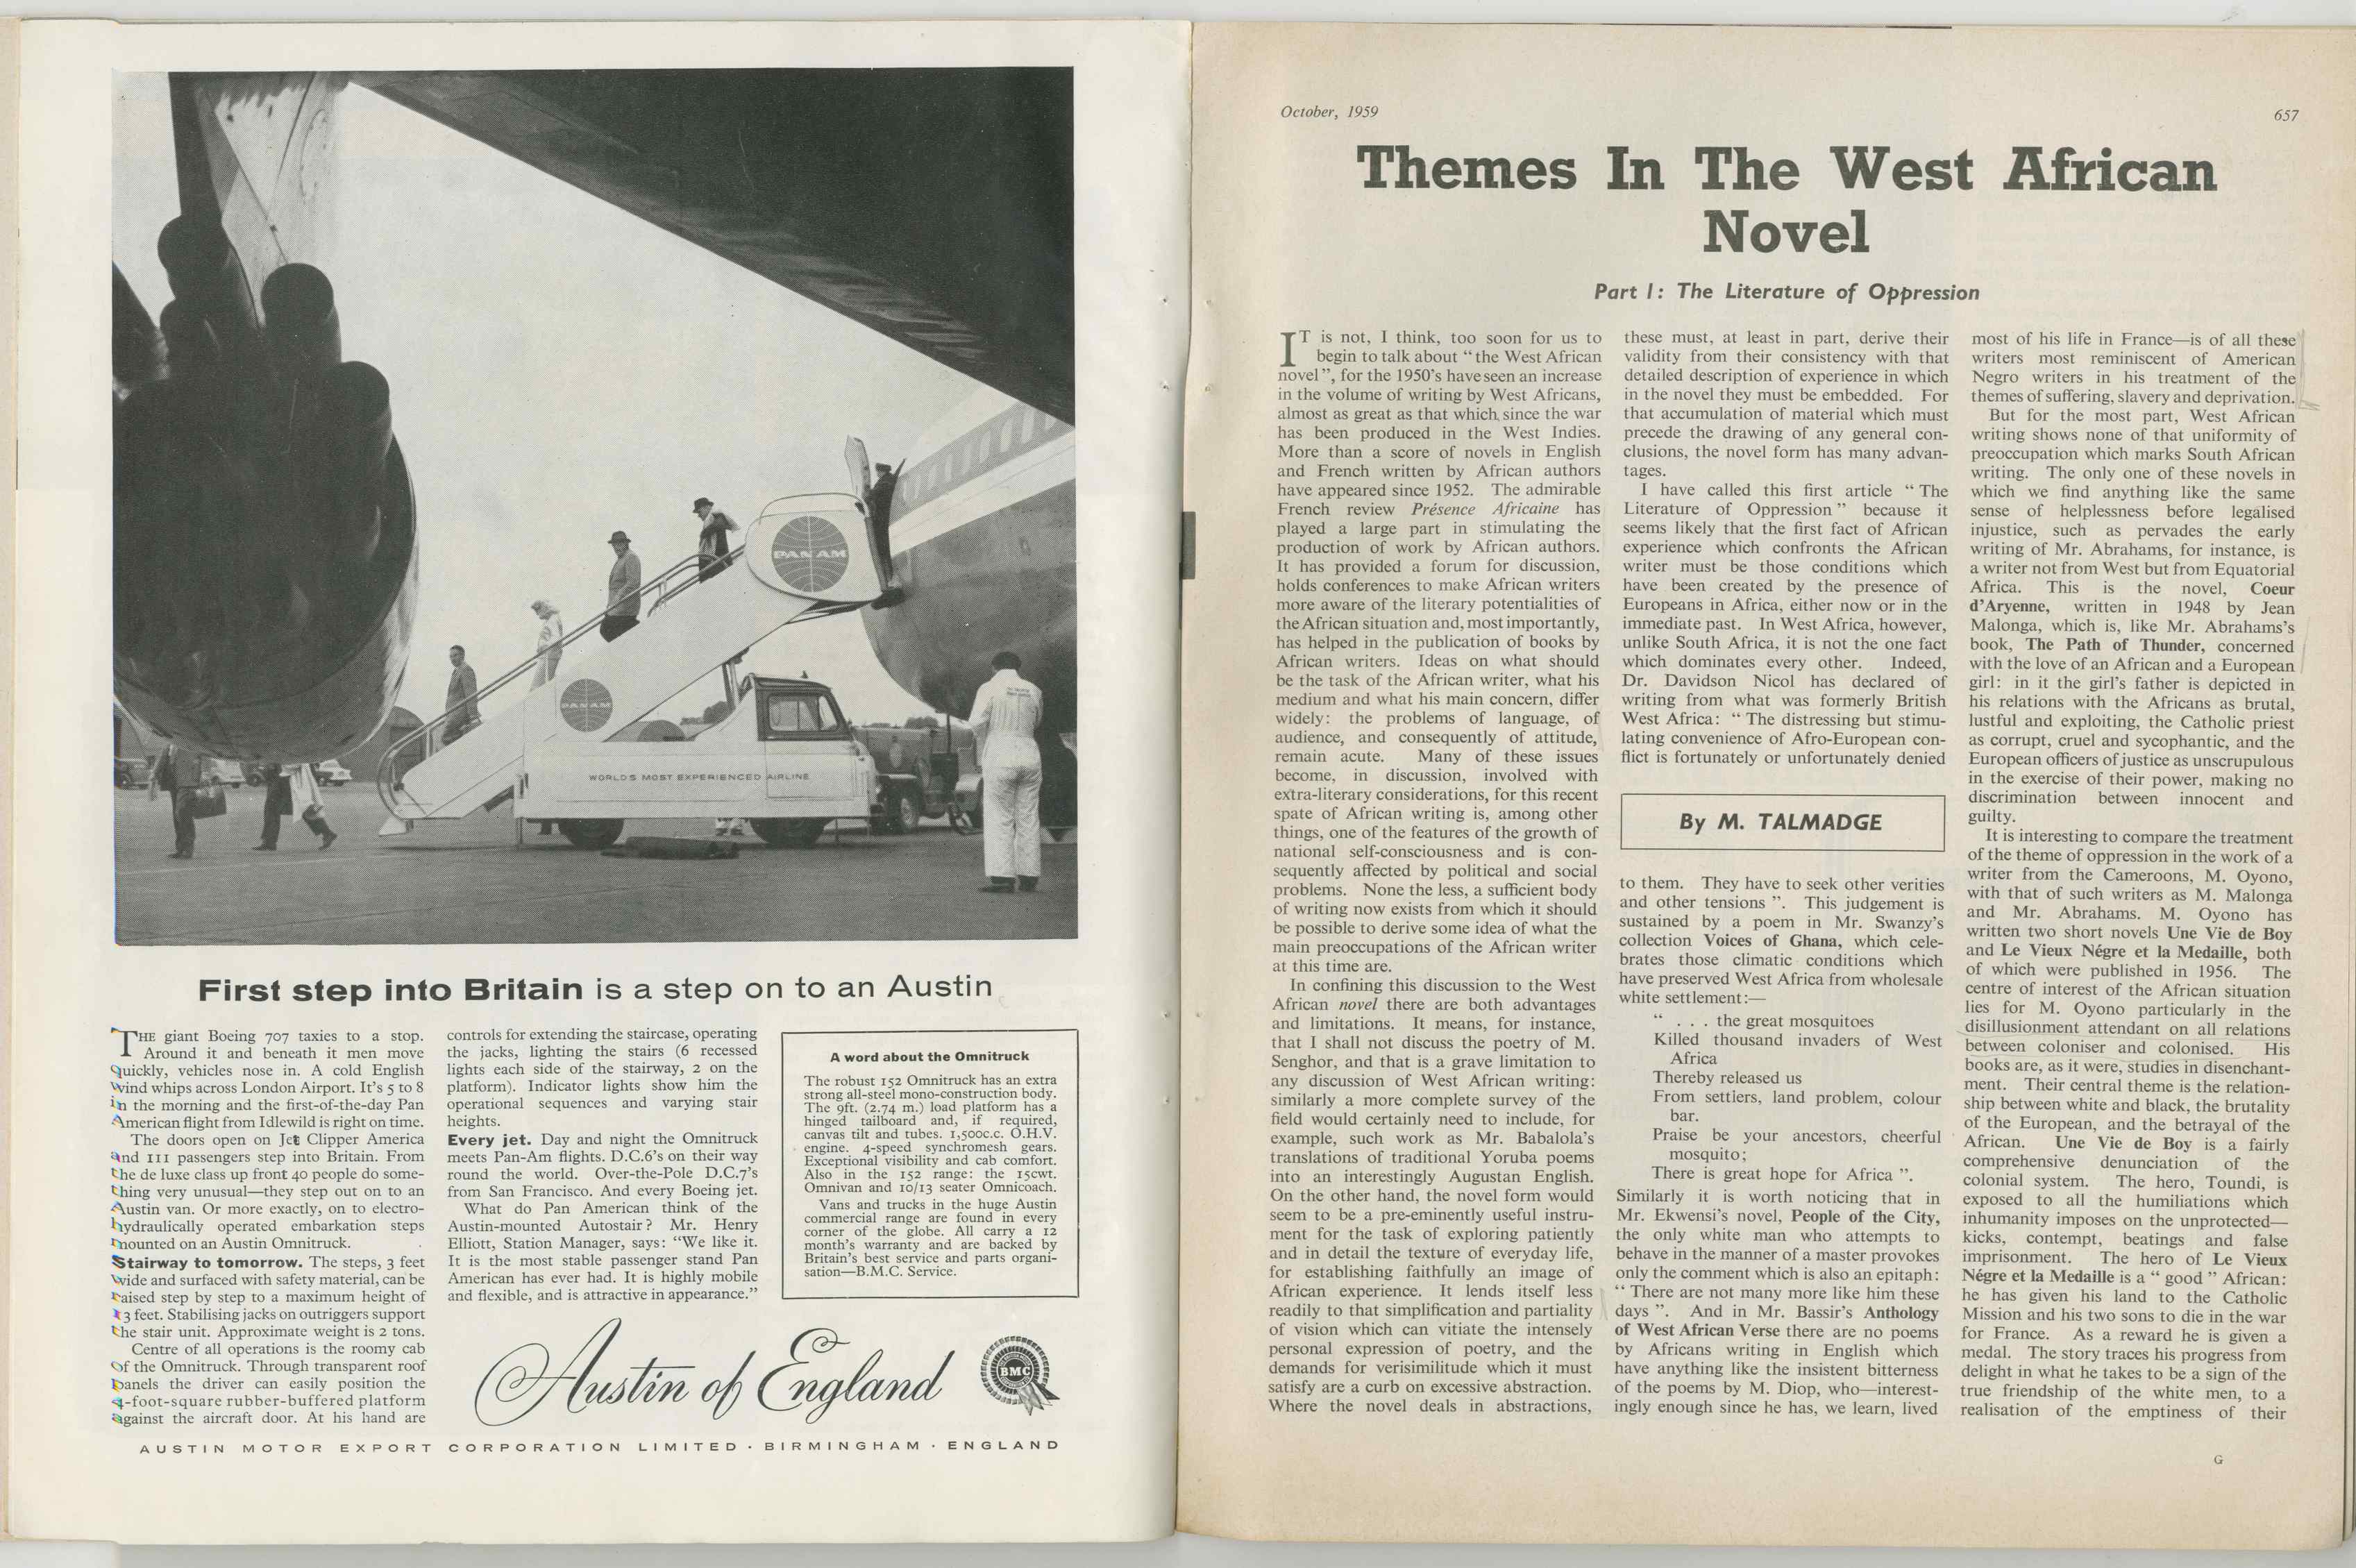 PAN AM
PAN AM
WORLD'S MOST EXPERIENCED AIRLINE
First step into Britain is a step on to an Austin
THE giant Boeing 707 taxies to a stop.
Around it and beneath it men move
quickly, vehicles nose in. A cold English
wind whips across London Airport. It's 5 to 8
in the morning and the first-of-the-day Pan
American flight from Idlewild is right on time.
The doors open on Jet Clipper America
and 111 passengers step into Britain. From
the de luxe class up front 40 people do some-
thing very unusual—they step out on to an
Austin van. Or more exactly, on to electro-
hydraulically operated embarkation steps
mounted on an Austin Omnitruck.
Stairway to tomorrow. The steps, 3 feet
wide and surfaced with safety material, can be
raised step by step to a maximum height of
13 feet. Stabilising jacks on outriggers support
the stair unit. Approximate weight is 2 tons.
Centre of all operations is the roomy cab
of the Omnitruck. Through transparent roof
panels the driver can easily position the
4-foot-square rubber-buffered platform
against the aircraft door. At his hand are
controls for extending the staircase, operating
the jacks, lighting the stairs (6 recessed
lights each side of the stairway, 2 on the
platform). Indicator lights show him the
operational sequences and varying stair
heights.
Every jet. Day and night the Omnitruck
meets Pan-Am flights. D.C.6's on their way
round the world. Over-the-Pole D.C.7's
from San Francisco. And every Boeing jet.
What do Pan American think of the
Austin-mounted Autostair? Mr. Henry
Elliott, Station Manager, says: "We like it.
It is the most stable passenger stand Pan
American has ever had. It is highly mobile
and flexible, and is attractive in appearance."
A word about the Omnitruck
The robust 152 Omnitruck has an extra
strong all-steel mono-construction body.
The 9ft. (2.74 m.) load platform has a
hinged tailboard and, if required,
canvas tilt and tubes. 1,500c.c. O.H.V.
engine. 4-speed synchromesh gears.
Exceptional visibility and cab comfort.
Also in the 152 range: the 15cwt.
Omnivan and 10/13 seater Omnicoach.
Vans and trucks in the huge Austin
commercial range are found in every
corner of the globe. All carry a 12
month's warranty and are backed by
Britain's best service and parts organi-
sation—B.M.C. Service.
Austin of England
BMC
AUSTIN MOTOR EXPORT CORPORATION LIMITED · BIRMINGHAM · ENGLAND
October, 1959
657
Themes In The West African
Novel
Part 1: The Literature of Oppression
IT is not, I think, too soon for us to
begin to talk about "the West African
novel", for the 1950's have seen an increase
in the volume of writing by West Africans,
almost as great as that which since the war
has been produced in the West Indies.
More than a score of novels in English
and French written by African authors
have appeared since 1952. The admirable
French review Présence Africaine has
played a large part in stimulating the
production of work by African authors.
It has provided a forum for discussion,
holds conferences to make African writers
more aware of the literary potentialities of
the African situation and, most importantly,
has helped in the publication of books by
African writers. Ideas on what should
be the task of the African writer, what his
medium and what his main concern, differ
widely: the problems of language, of
audience, and consequently of attitude,
remain acute. Many of these issues
become, in discussion, involved with
extra-literary considerations, for this recent
spate of African writing is, among other
things, one of the features of the growth of
national self-consciousness and is con-
sequently affected by political and social
problems. None the less, a sufficient body
of writing now exists from which it should
be possible to derive some idea of what the
main preoccupations of the African writer
at this time are.
In confining this discussion to the West
African novel there are both advantages
and limitations. It means, for instance,
that I shall not discuss the poetry of M.
Senghor, and that is a grave limitation to
any discussion of West African writing:
similarly a more complete survey of the
field would certainly need to include, for
example, such work as Mr. Babalola's
translations of traditional Yoruba poems
into an interestingly Augustan English.
On the other hand, the novel form would
seem to be a pre-eminently useful instru-
ment for the task of exploring patiently
and in detail the texture of everyday life,
for establishing faithfully an image of
African experience. It lends itself less
readily to that simplification and partiality
of vision which can vitiate the intensely
personal expression of poetry, and the
demands for verisimilitude which it must
satisfy are a curb on excessive abstraction.
Where the novel deals in abstractions,
these must, at least in part, derive their
validity from their consistency with that
detailed description of experience in which
in the novel they must be embedded. For
that accumulation of material which must
precede the drawing of any general con-
clusions, the novel form has many advan-
tages.
I have called this first article "The
Literature of Oppression" because it
seems likely that the first fact of African
experience which confronts the African
writer must be those conditions which
have been created by the presence of
Europeans in Africa, either now or in the
immediate past. In West Africa, however,
unlike South Africa, it is not the one fact
which dominates every other. Indeed,
Dr. Davidson Nicol has declared of
writing from what was formerly British
West Africa: "The distressing but stimu-
lating convenience of Afro-European con-
flict is fortunately or unfortunately denied
By M. TALMADGE
to them. They have to seek other verities
and other tensions". This judgement is
sustained by a poem in Mr. Swanzy's
collection Voices of Ghana, which cele-
brates those climatic conditions which
have preserved West Africa from wholesale
white settlement:—
" . . . the great mosquitoes
Killed thousand invaders of West
Africa
Thereby released us
From settlers, land problem, colour
bar.
Praise be your ancestors, cheerful
mosquito;
There is great hope for Africa".
Similarly it is worth noticing that in
Mr. Ekwensi's novel, People of the City,
the only white man who attempts to
behave in the manner of a master provokes
only the comment which is also an epitaph:
"There are not many more like him these
days". And in Mr. Bassir's Anthology
of West African Verse there are no poems
by Africans writing in English which
have anything like the insistent bitterness
of the poems by M. Diop, who—interest-
ingly enough since he has, we learn, lived
most of his life in France—is of all these
writers most reminiscent of American
Negro writers in his treatment of the
themes of suffering, slavery and deprivation.
But for the most part, West African
writing shows none of that uniformity of
preoccupation which marks South African
writing. The only one of these novels in
which we find anything like the same
sense of helplessness before legalised
injustice, such as pervades the early
writing of Mr. Abrahams, for instance, is
a writer not from West but from Equatorial
Africa. This is the novel, Coeur
d'Aryenne, written in 1948 by Jean
Malonga, which is, like Mr. Abrahams's
book, The Path of Thunder, concerned
with the love of an African and a European
girl: in it the girl's father is depicted in
his relations with the Africans as brutal,
lustful and exploiting, the Catholic priest
as corrupt, cruel and sycophantic, and the
European officers of justice as unscrupulous
in the exercise of their power, making no
discrimination between innocent and
guilty.
It is interesting to compare the treatment
of the theme of oppression in the work of a
writer from the Cameroons, M. Oyono,
with that of such writers as M. Malonga
and Mr. Abrahams. M. Oyono has
written two short novels Une Vie de Boy
and Le Vieux Négre et la Medaille, both
of which were published in 1956. The
centre of interest of the African situation
lies for M. Oyono particularly in the
disillusionment attendant on all relations
between coloniser and colonised. His
books are, as it were, studies in disenchant-
ment. Their central theme is the relation-
ship between white and black, the brutality
of the European, and the betrayal of the
African. Une Vie de Boy is a fairly
comprehensive denunciation of the
colonial system. The hero, Toundi, is
exposed to all the humiliations which
inhumanity imposes on the unprotected—
kicks, contempt, beatings and false
imprisonment. The hero of Le Vieux
Négre et la Medaille is a "good" African:
he has given his land to the Catholic
Mission and his two sons to die in the war
for France. As a reward he is given a
medal. The story traces his progress from
delight in what he takes to be a sign of the
true friendship of the white men, to a
realisation of the emptiness of their
G